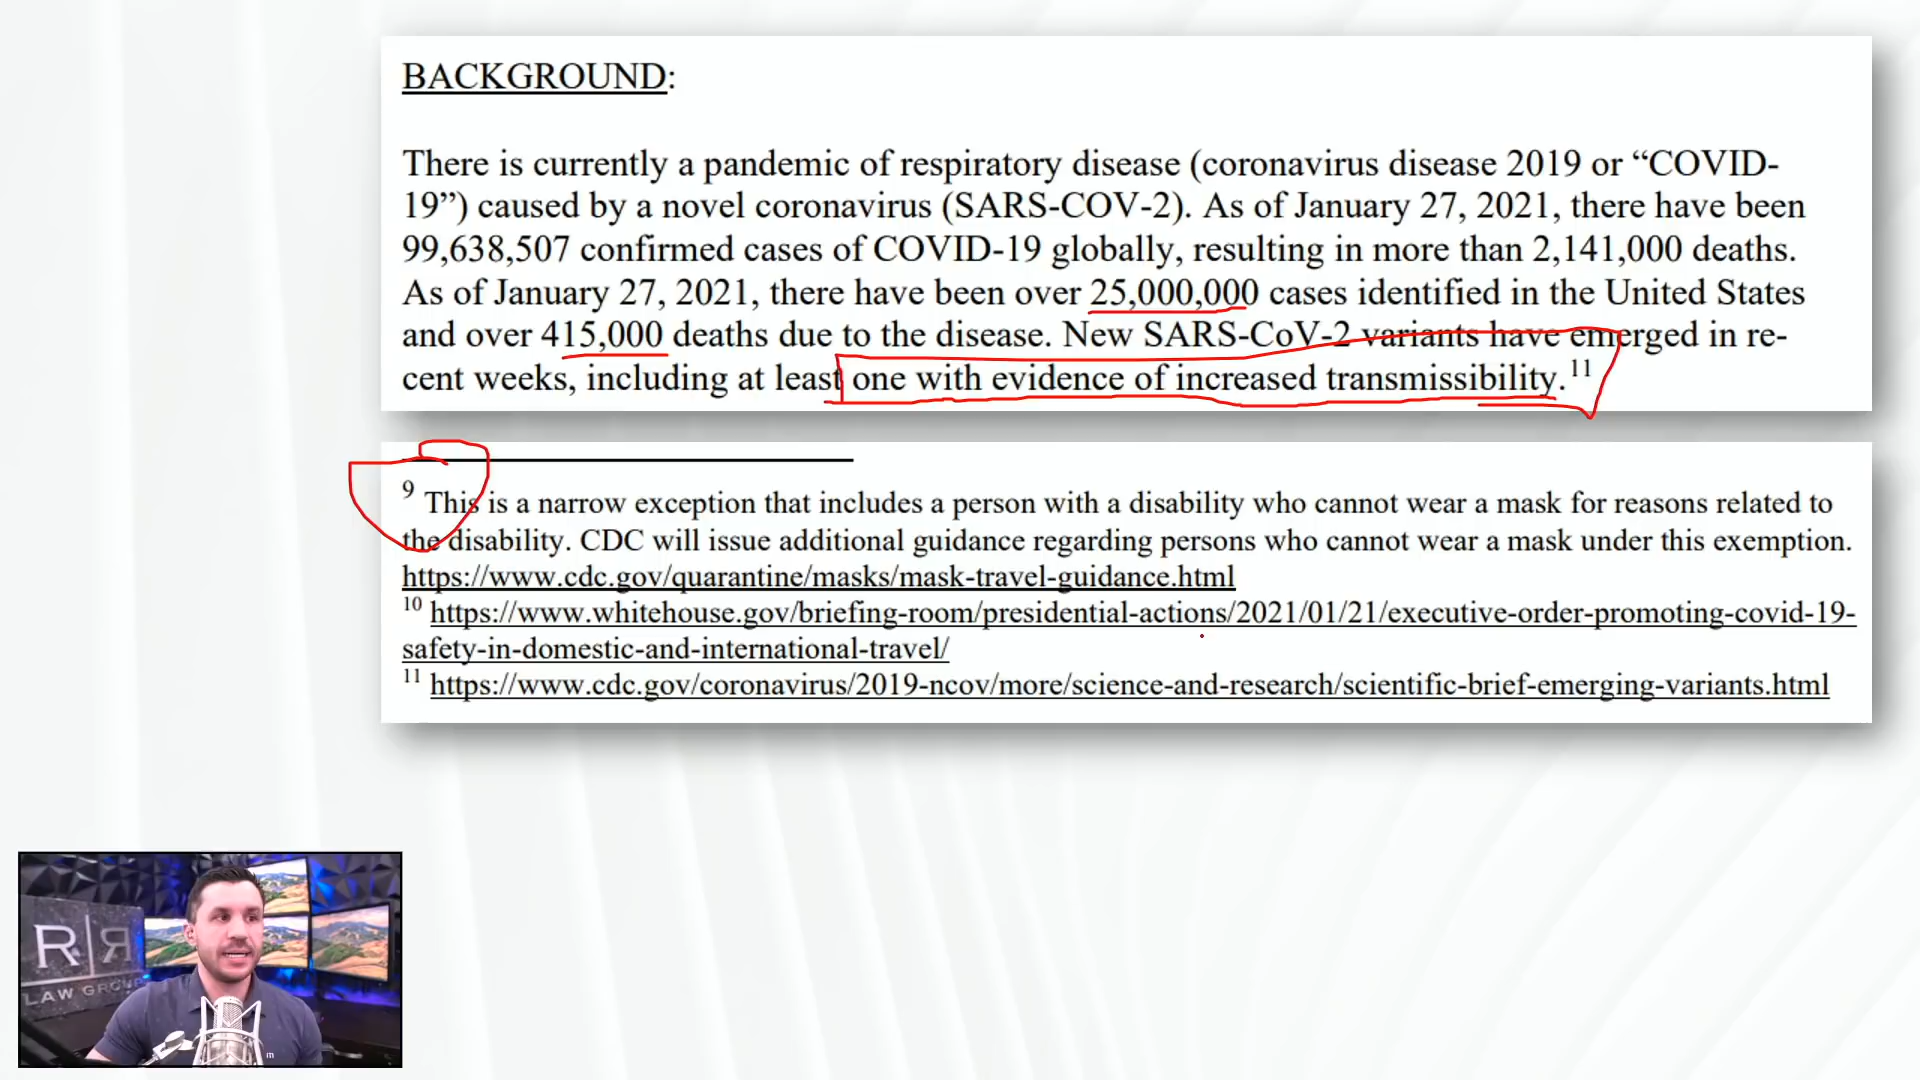 BACKGROUND:
There is currently a pandemic of respiratory disease (coronavirus disease 2019 or “COVID-
19”) caused by a novel coronavirus (SARS-COV-2). As of January 27, 2021, there have been
99,638,507 confirmed cases of COVID-19 globally, resulting in more than 2,141,000 deaths.
As of January 27, 2021, there have been over 25,000,000 cases identified in the United States
and over 415,000 deaths due to the disease. New SARS-CoV-2 variants have emerged in re-
cent weeks, including at least one with evidence of increased transmissibility.11
9 This is a narrow exception that includes a person with a disability who cannot wear a mask for reasons related to
the disability. CDC will issue additional guidance regarding persons who cannot wear a mask under this exemption.
https://www.cdc.gov/quarantine/masks/mask-travel-guidance.html
10 https://www.whitehouse.gov/briefing-room/presidential-actions/2021/01/21/executive-order-promoting-covid-19-
safety-in-domestic-and-international-travel/
11 https://www.cdc.gov/coronavirus/2019-ncov/more/science-and-research/scientific-brief-emerging-variants.html
R|R
LAW GROUP